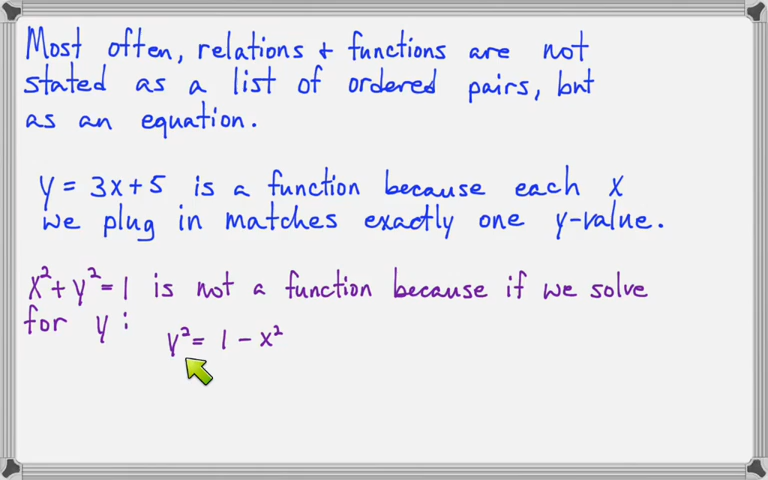 Most often, relations + functions are not
stated as a list of ordered pairs, but
as an equation.
y = 3x+5 is a function because each x
we plug in matches exactly one y-value.
x²+y²=1 is not a function because if we solve
for y:
y² = 1 - x²